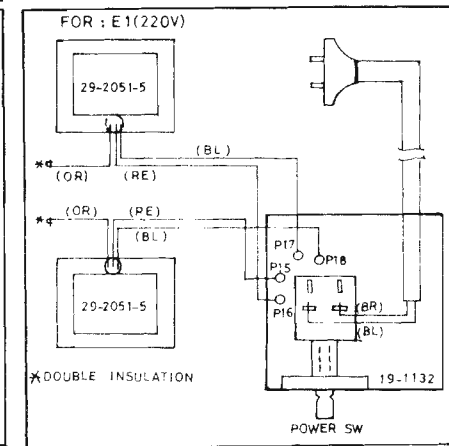 FOR : E1(220V)
29-2051-5
(BL)
(OR) (RE)
(OR) (RE)
(BL)
P17
P18
P15
P16
29-2051-5
(BR)
(BL)
*DOUBLE INSULATION
19-1132
POWER SW